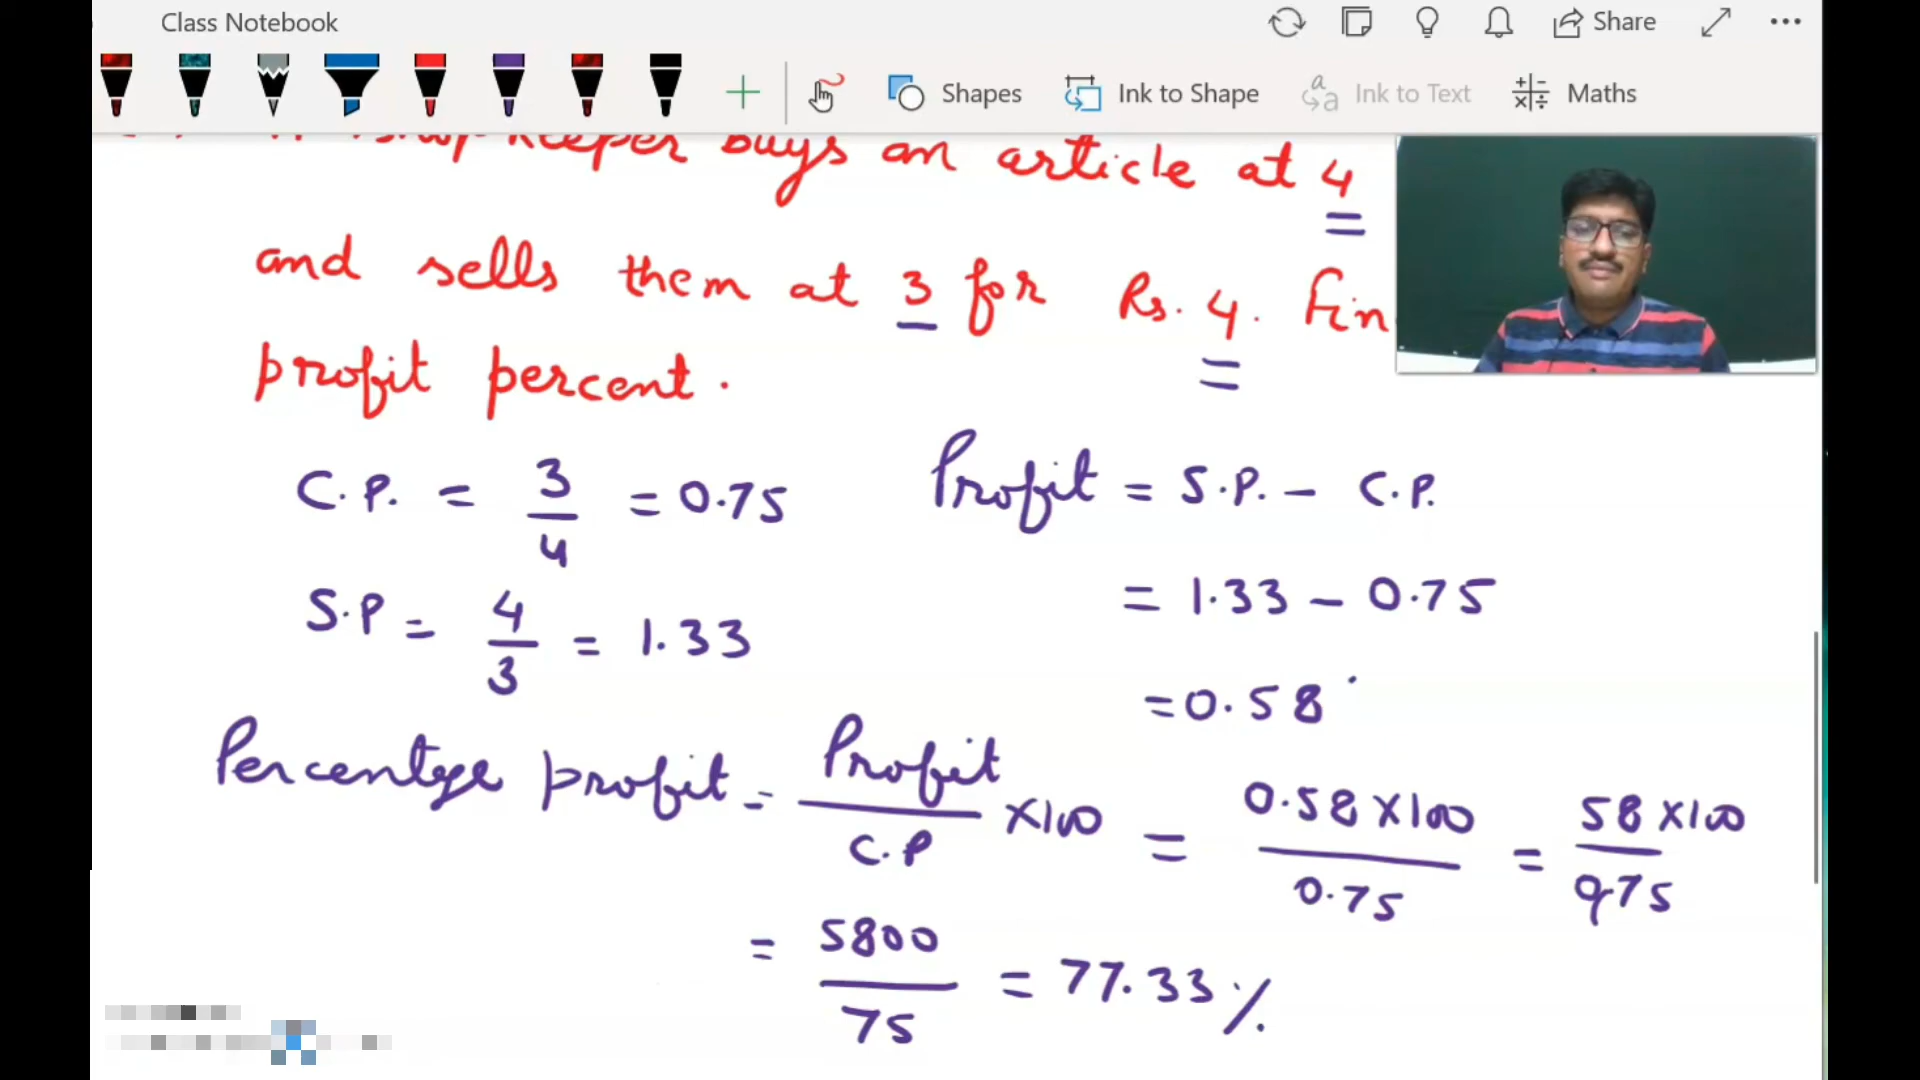 Class Notebook
Share
Shapes
Ink to Shape
Ink to Text
Maths
keeper buys an article at 4
and sells them at 3 for Rs. 4. Fin
profit percent.
C.P. = 3/4 = 0.75
Profit = S.P. - C.P.
= 1.33 - 0.75
S.P = 4/3 = 1.33
= 0.58
Percentage profit = Profit/C.P × 100 = 0.58 × 100/0.75 = 58 × 100/975
= 5800/75 = 77.33%